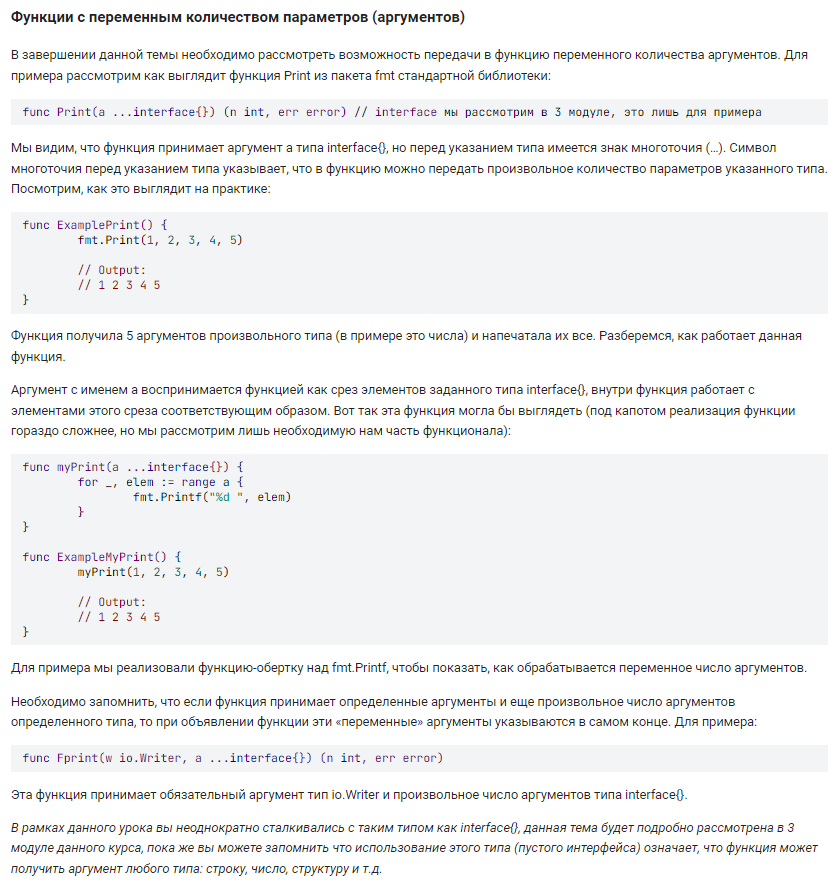 Функции с переменным количеством параметров (аргументов)
В завершении данной темы необходимо рассмотреть возможность передачи в функцию переменного количества аргументов. Для
примера рассмотрим как выглядит функция Print из пакета fmt стандартной библиотеки:
func Print(a ...interface{}) (n int, err error) // interface мы рассмотрим в 3 модуле, это лишь для примера
Мы видим, что функция принимает аргумент a типа interface{}, но перед указанием типа имеется знак многоточия (...). Символ
многоточия перед указанием типа указывает, что в функцию можно передать произвольное количество параметров указанного типа.
Посмотрим, как это выглядит на практике:
func ExamplePrint() {
        fmt.Print(1, 2, 3, 4, 5)
        // Output:
        // 1 2 3 4 5
}
Функция получила 5 аргументов произвольного типа (в примере это числа) и напечатала их все. Разберемся, как работает данная
функция.
Аргумент с именем a воспринимается функцией как срез элементов заданного типа interface{}, внутри функция работает с
элементами этого среза соответствующим образом. Вот так эта функция могла бы выглядеть (под капотом реализация функции
гораздо сложнее, но мы рассмотрим лишь необходимую нам часть функционала):
func myPrint(a ...interface{}) {
        for _, elem := range a {
                fmt.Printf("%d ", elem)
        }
}
func ExampleMyPrint() {
        myPrint(1, 2, 3, 4, 5)
        // Output:
        // 1 2 3 4 5
}
Для примера мы реализовали функцию-обертку над fmt.Printf, чтобы показать, как обрабатывается переменное число аргументов.
Необходимо запомнить, что если функция принимает определенные аргументы и еще произвольное число аргументов
определенного типа, то при объявлении функции эти «переменные» аргументы указываются в самом конце. Для примера:
func Fprint(w io.Writer, a ...interface{}) (n int, err error)
Эта функция принимает обязательный аргумент тип io.Writer и произвольное число аргументов типа interface{}.
В рамках данного урока вы неоднократно сталкивались с таким типом как interface{}, данная тема будет подробно рассмотрена в 3
модуле данного курса, пока же вы можете запомнить что использование этого типа (пустого интерфейса) означает, что функция может
получить аргумент любого типа: строку, число, структуру и т.д.